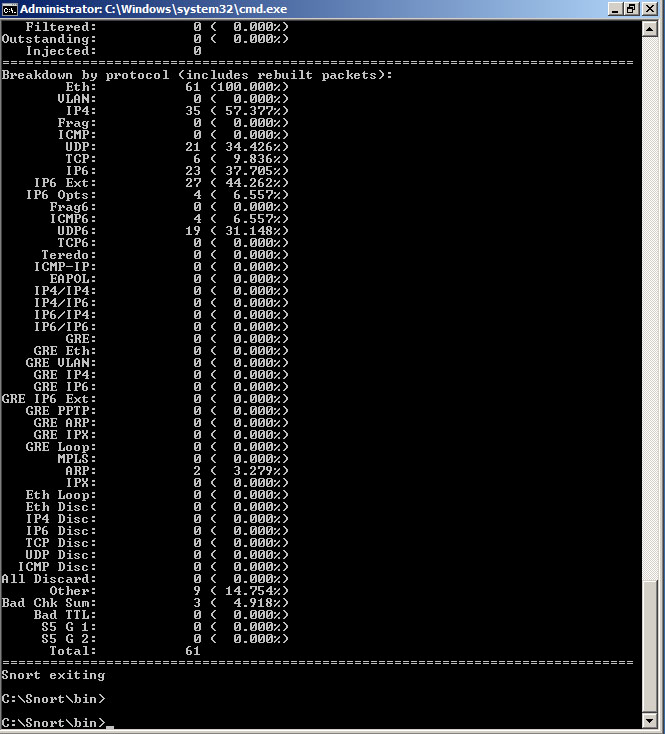 Administrator: C:\Windows\system32\cmd.exe
Filtered: 0 ( 0.000%)
Outstanding: 0 ( 0.000%)
Injected: 0
===============================================================================
Breakdown by protocol (includes rebuilt packets):
Eth: 61 (100.000%)
VLAN: 0 ( 0.000%)
IP4: 35 ( 57.377%)
Frag: 0 ( 0.000%)
ICMP: 0 ( 0.000%)
UDP: 21 ( 34.426%)
TCP: 6 ( 9.836%)
IP6: 23 ( 37.705%)
IP6 Ext: 27 ( 44.262%)
IP6 Opts: 4 ( 6.557%)
Frag6: 0 ( 0.000%)
ICMP6: 4 ( 6.557%)
UDP6: 19 ( 31.148%)
TCP6: 0 ( 0.000%)
Teredo: 0 ( 0.000%)
ICMP-IP: 0 ( 0.000%)
EAPOL: 0 ( 0.000%)
IP4/IP4: 0 ( 0.000%)
IP4/IP6: 0 ( 0.000%)
IP6/IP4: 0 ( 0.000%)
IP6/IP6: 0 ( 0.000%)
GRE: 0 ( 0.000%)
GRE Eth: 0 ( 0.000%)
GRE VLAN: 0 ( 0.000%)
GRE IP4: 0 ( 0.000%)
GRE IP6: 0 ( 0.000%)
GRE IP6 Ext: 0 ( 0.000%)
GRE PPTP: 0 ( 0.000%)
GRE ARP: 0 ( 0.000%)
GRE IPX: 0 ( 0.000%)
GRE Loop: 0 ( 0.000%)
MPLS: 0 ( 0.000%)
ARP: 2 ( 3.279%)
IPX: 0 ( 0.000%)
Eth Loop: 0 ( 0.000%)
Eth Disc: 0 ( 0.000%)
IP4 Disc: 0 ( 0.000%)
IP6 Disc: 0 ( 0.000%)
TCP Disc: 0 ( 0.000%)
UDP Disc: 0 ( 0.000%)
ICMP Disc: 0 ( 0.000%)
All Discard: 0 ( 0.000%)
Other: 9 ( 14.754%)
Bad Chk Sum: 3 ( 4.918%)
Bad TTL: 0 ( 0.000%)
S5 G 1: 0 ( 0.000%)
S5 G 2: 0 ( 0.000%)
Total: 61
===============================================================================
Snort exiting
C:\Snort\bin>
C:\Snort\bin>_